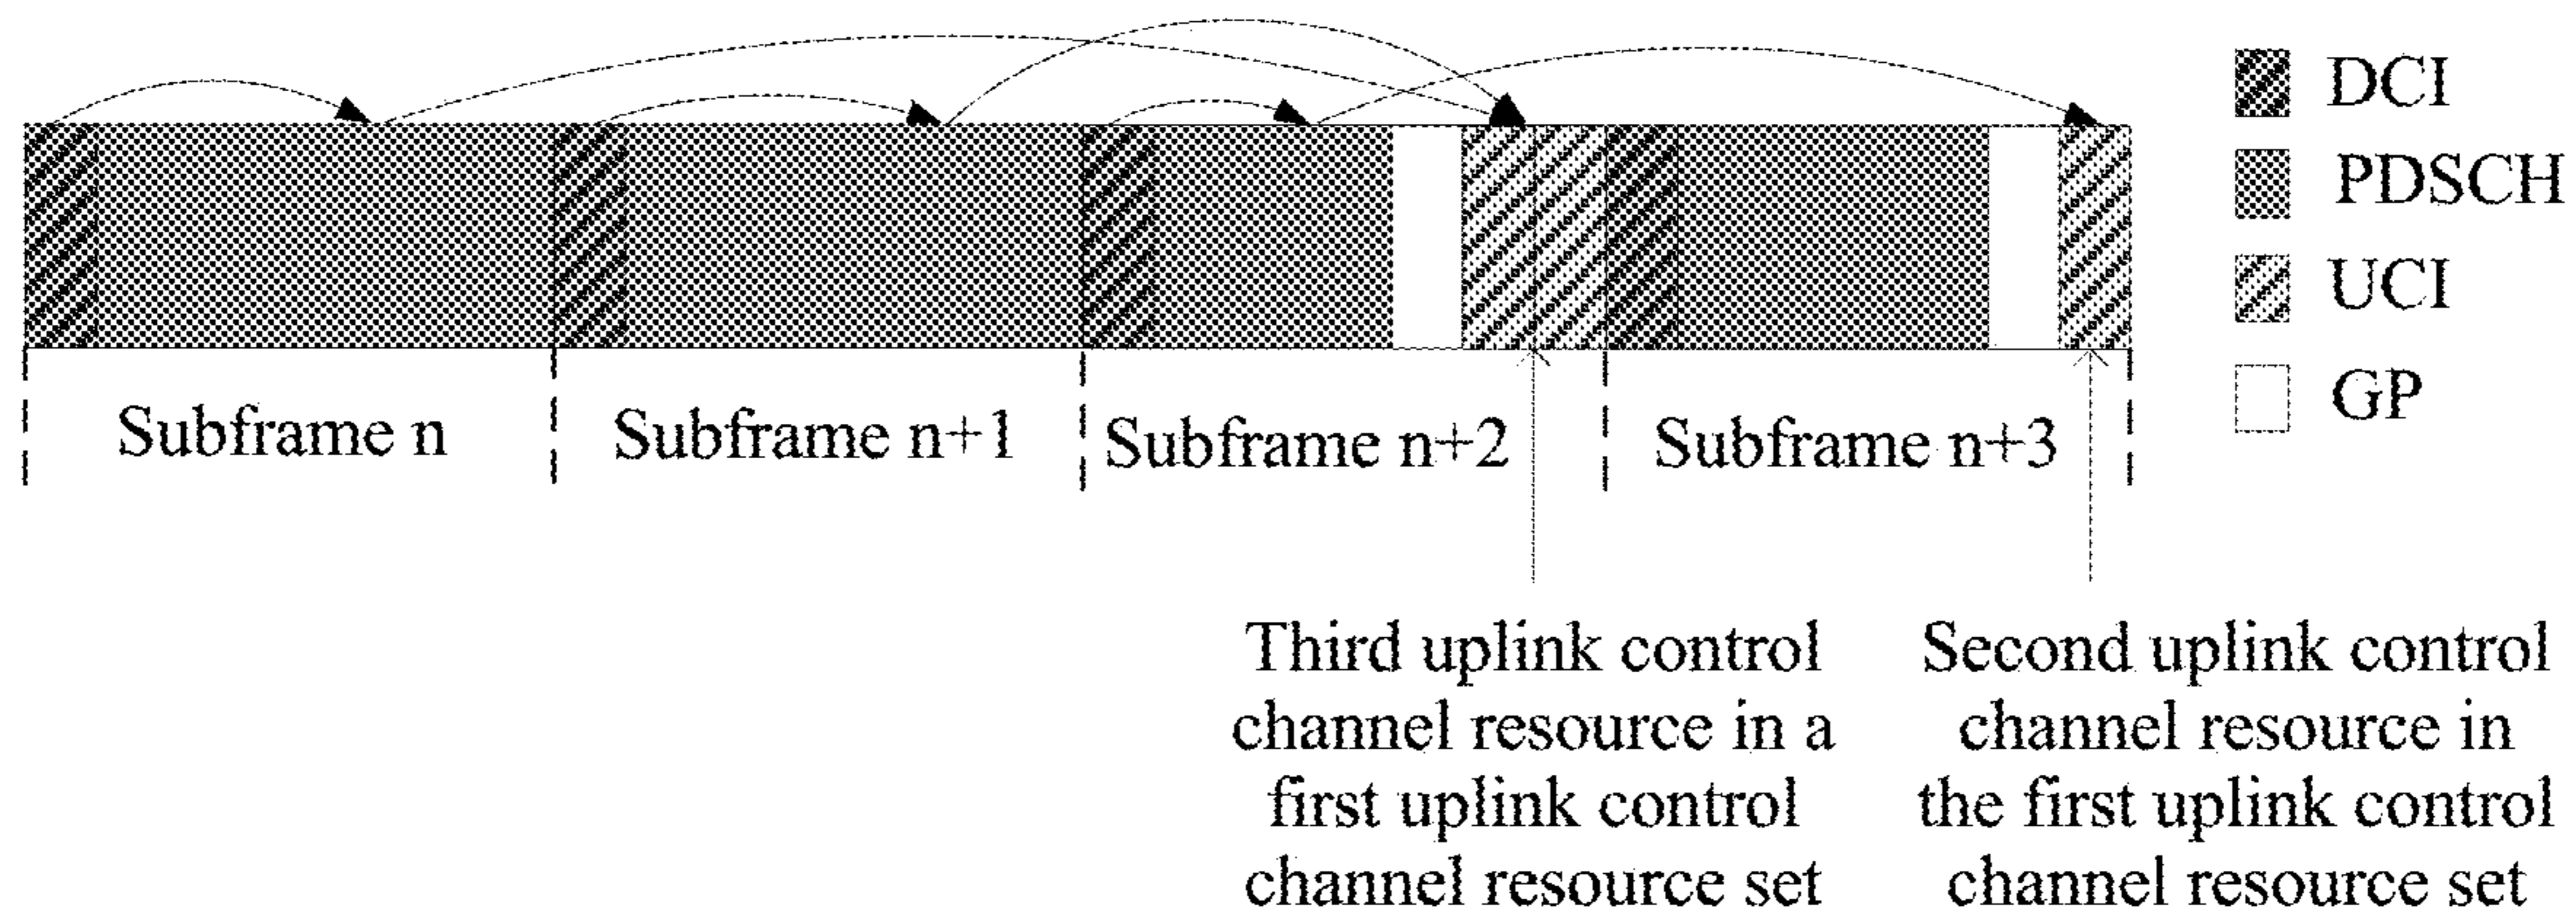 DCI
PDSCH
UCI
GP
Subframe n
Subframe n+1
Subframe n+2
Subframe n+3
Third uplink control
channel resource in a
first uplink control
channel resource set
Second uplink control
channel resource in
the first uplink control
channel resource set